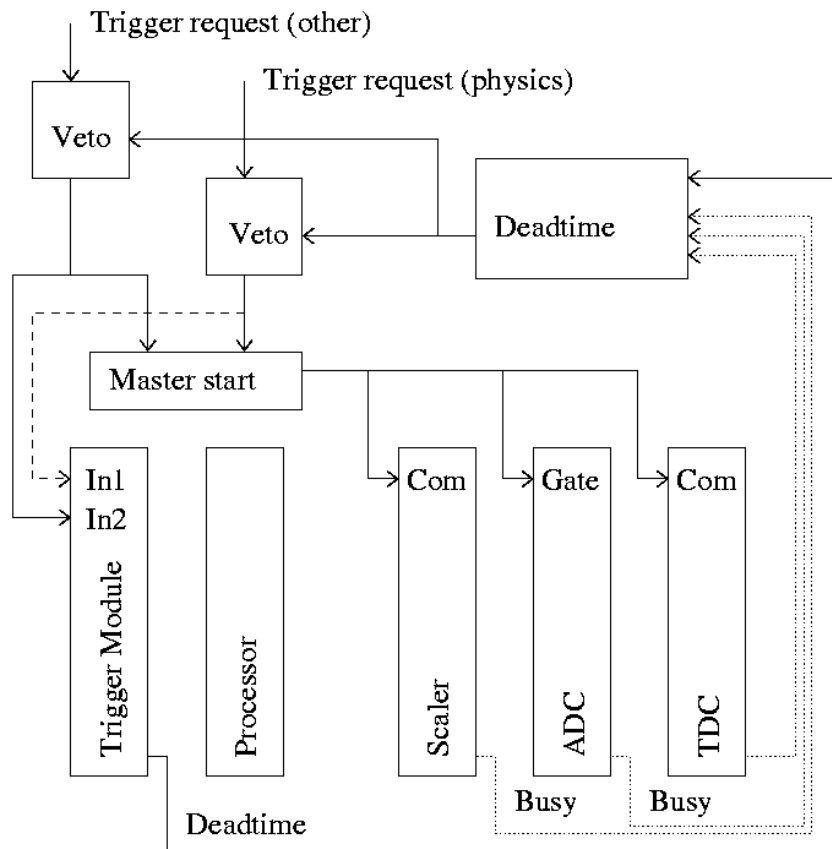 Trigger request (other)
Trigger request (physics)
Veto
Veto
Deadtime
Master start
In1
In2
Com
Gate
Com
Trigger Module
Processor
Scaler
ADC
TDC
Busy
Busy
Deadtime